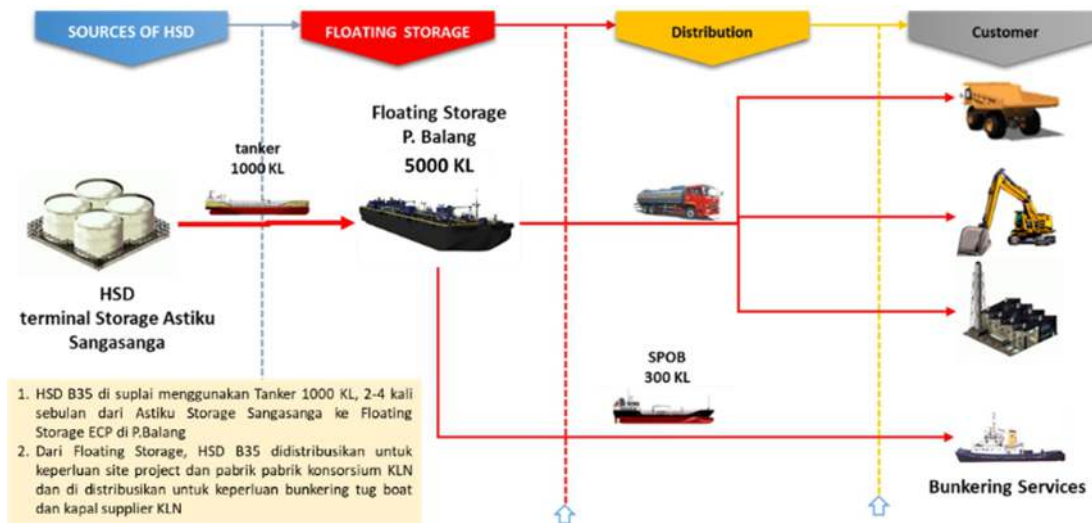 SOURCES OF HSD
FLOATING STORAGE
Distribution
Customer
Floating Storage
P. Balang
5000 KL
tanker
1000 KL
HSD
terminal Storage Astiku
Sangasanga
SPOB
300 KL
Bunkering Services
1. HSD B35 di suplai menggunakan Tanker 1000 KL, 2-4 kali
sebulan dari Astiku Storage Sangasanga ke Floating
Storage ECP di P.Balang
2. Dari Floating Storage, HSD B35 didistribusikan untuk
keperluan site project dan pabrik pabrik konsorsium KLN
dan di distribusikan untuk keperluan bunkering tug boat
dan kapal supplier KLN